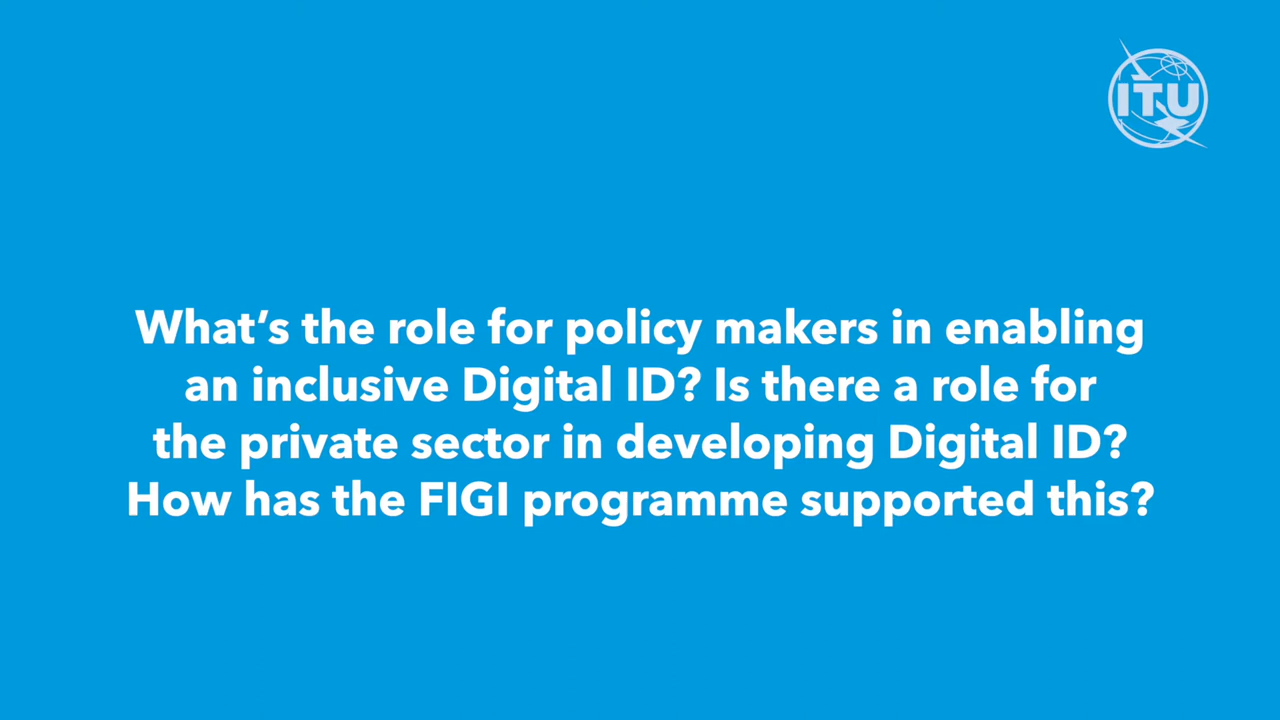 ITU
What’s the role for policy makers in enabling
an inclusive Digital ID? Is there a role for
the private sector in developing Digital ID?
How has the FIGI programme supported this?